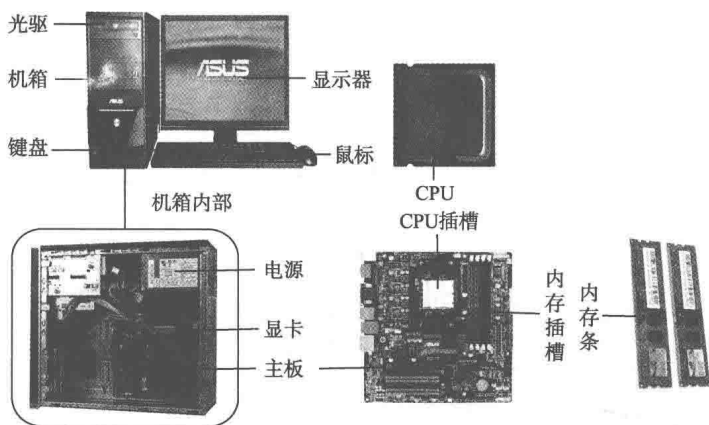 光驱
机箱
键盘
ASUS
显示器
鼠标
CPU
CPU插槽
机箱内部
电源
显卡
主板
内存插槽
内存条